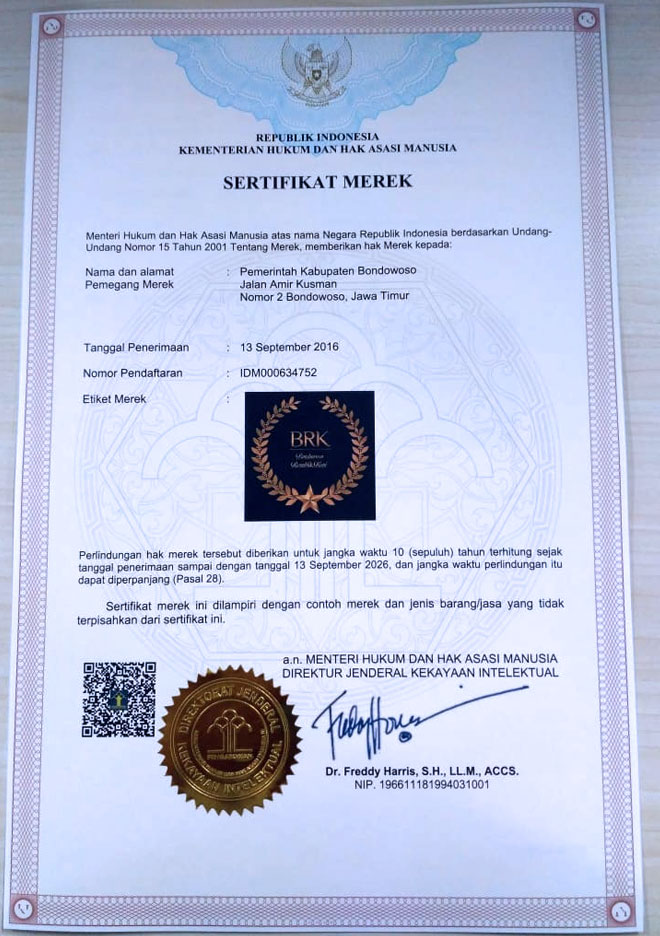 REPUBLIK INDONESIA
KEMENTERIAN HUKUM DAN HAK ASASI MANUSIA
SERTIFIKAT MEREK
Menteri Hukum dan Hak Asasi Manusia atas nama Negara Republik Indonesia berdasarkan Undang-
Undang Nomor 15 Tahun 2001 Tentang Merek, memberikan hak Merek kepada:
Nama dan alamat : Pemerintah Kabupaten Bondowoso
Pemegang Merek Jalan Amir Kusman
Nomor 2 Bondowoso, Jawa Timur
Tanggal Penerimaan : 13 September 2016
Nomor Pendaftaran : IDM000634752
Etiket Merek :
BRK
Bondowoso
Republik Kopi
Perlindungan hak merek tersebut diberikan untuk jangka waktu 10 (sepuluh) tahun terhitung sejak
tanggal penerimaan sampai dengan tanggal 13 September 2026, dan jangka waktu perlindungan itu
dapat diperpanjang (Pasal 28).
Sertifikat merek ini dilampiri dengan contoh merek dan jenis barang/jasa yang tidak
terpisahkan dari sertifikat ini.
a.n. MENTERI HUKUM DAN HAK ASASI MANUSIA
DIREKTUR JENDERAL KEKAYAAN INTELEKTUAL
DIREKTORAT JENDERAL
KEKAYAAN INTELEKTUAL
PENGAYOMAN
Dr. Freddy Harris, S.H., LL.M., ACCS.
NIP. 196611181994031001